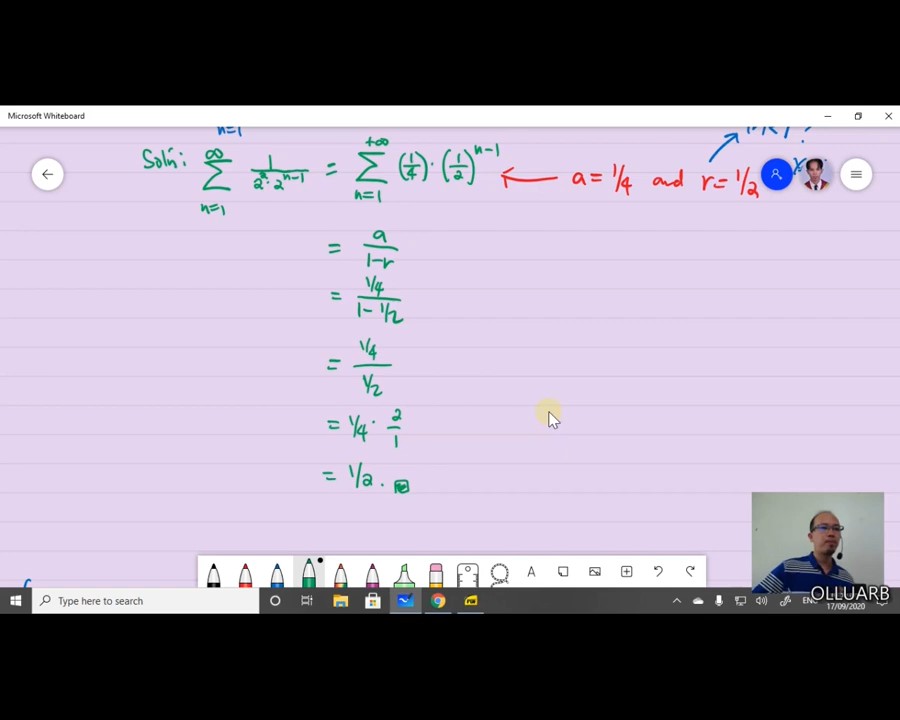 Microsoft Whiteboard
n=1
Soln: ∞ ∑ n=1 1/(2²·2^(n-1)) = +∞ ∑ n=1 (1/4)·(1/2)^(n-1) ← a = 1/4 and r = 1/2
= a/(1-r)
= (1/4)/(1-1/2)
= (1/4)/(1/2)
= 1/4 · 2/1
= 1/2.
A
Type here to search
OLLUARB
17/09/2020